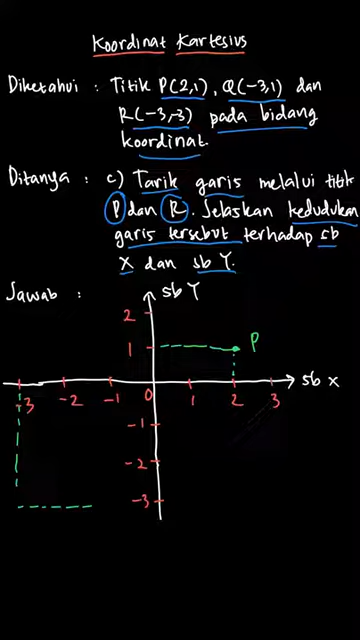 Koordinat Kartesius
Diketahui : Titik P(2,1), Q(-3,1) dan
R(-3,-3) pada bidang
koordinat.
Ditanya : c) Tarik garis melalui titik
P dan R. Jelaskan kedudukan
garis tersebut terhadap sb
X dan sb Y.
Jawab :
sb Y
2
1
P
-3 -2 -1 0 1 2 3 sb X
-1
-2
-3